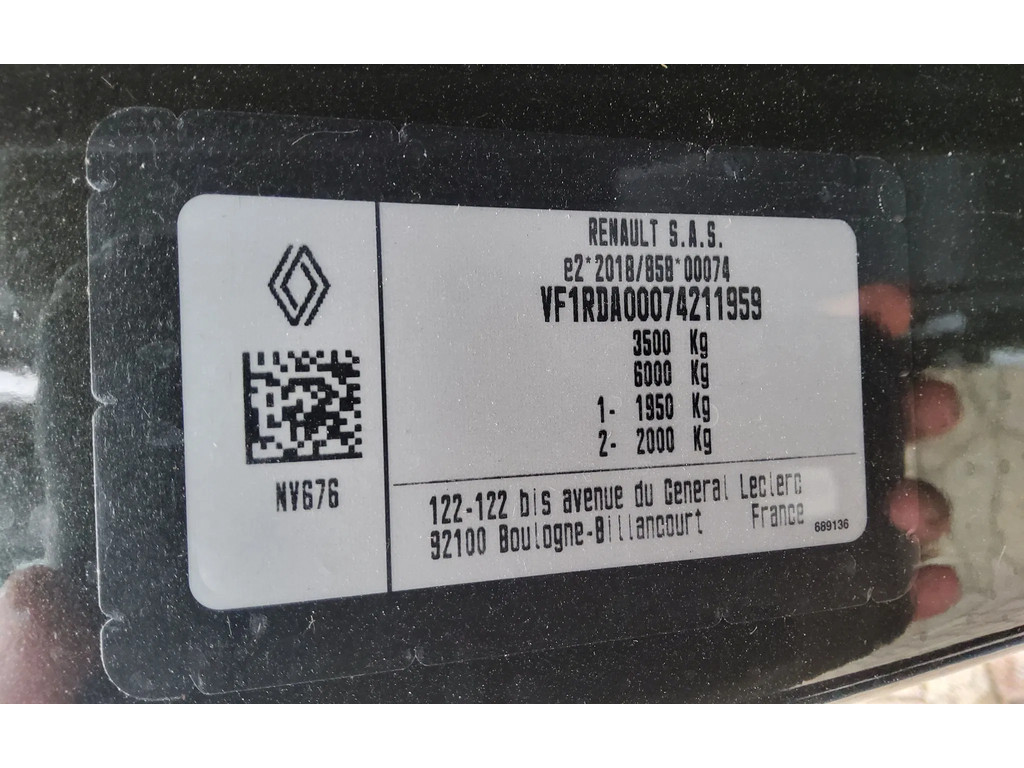 RENAULT S.A.S.
e2*2018/858*00074
VF1RDA00074211959
3500 Kg
6000 Kg
1- 1950 Kg
2- 2000 Kg
NV676
122-122 bis avenue du General Leclerc
92100 Boulogne-Billancourt France
689136